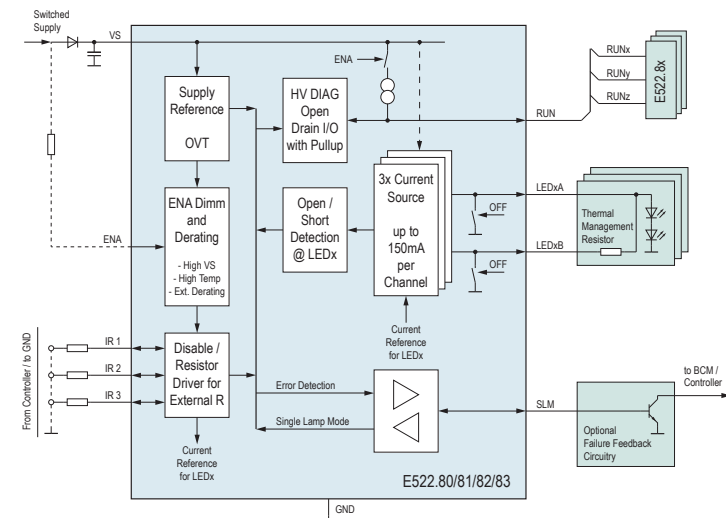 Switched
Supply
VS
ENA
RUNx
RUNy
RUNz
E522.8x
Supply
Reference
OVT
HV DIAG
Open
Drain I/O
with Pullup
RUN
ENA Dimm
and
Derating
- High VS
- High Temp
- Ext. Derating
Open /
Short
Detection
@ LEDx
3x Current
Source
up to
150mA
per
Channel
OFF
LEDxA
OFF
LEDxB
Thermal
Management
Resistor
ENA
Current
Reference
for LEDx
From Controller / to GND
IR 1
IR 2
IR 3
Disable /
Resistor
Driver for
External R
Error Detection
Single Lamp Mode
SLM
to BCM /
Controller
Optional
Failure Feedback
Circuitry
Current
Reference
for LEDx
E522.80/81/82/83
GND